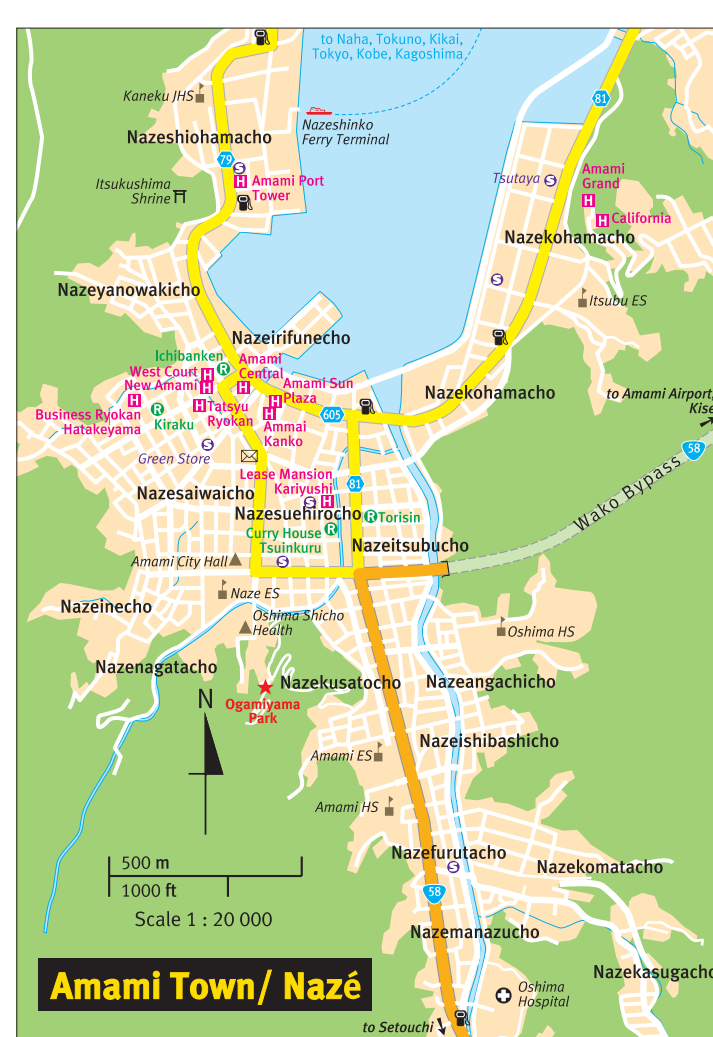 to Naha, Tokuno, Kikai,
Tokyo, Kobe, Kagoshima
Kaneku JHS
81
Nazeshinko
Ferry Terminal
Nazeshiohamacho
79
S
Itsukushima
Shrine
H
Amami Port
Tower
Tsutaya
S
Amami
Grand
H
H
California
Nazekohamacho
Nazeyanowakicho
S
Itsubu ES
Nazeirifunecho
Ichibanken
R
West Court
H
New Amami
H
Amami
Central
H
Amami Sun
Plaza
H
H
Ammai
Kanko
H
Tatsyu
Ryokan
H
Business Ryokan
Hatakeyama
R
Kiraku
605
Nazekohamacho
to Amami Airport,
Kise
58
Wako Bypass
S
Green Store
Lease Mansion
Kariyushi
S
H
81
Nazesaiwaicho
Nazesuehirocho
R
Torisin
R
Curry House
Tsuinkuru
Nazeitsubucho
Amami City Hall
S
Naze ES
Nazeinecho
Oshima Shicho
Health
Oshima HS
Nazenagatacho
Nazekusatocho
Nazeangachicho
Ogamiyama
Park
N
Nazeishibashicho
Amami ES
Amami HS
Nazefurutacho
S
Nazekomatacho
500 m
1000 ft
Scale 1 : 20 000
58
Nazemanazucho
Nazekasugacho
Amami Town/ Nazé
Oshima
Hospital
to Setouchi